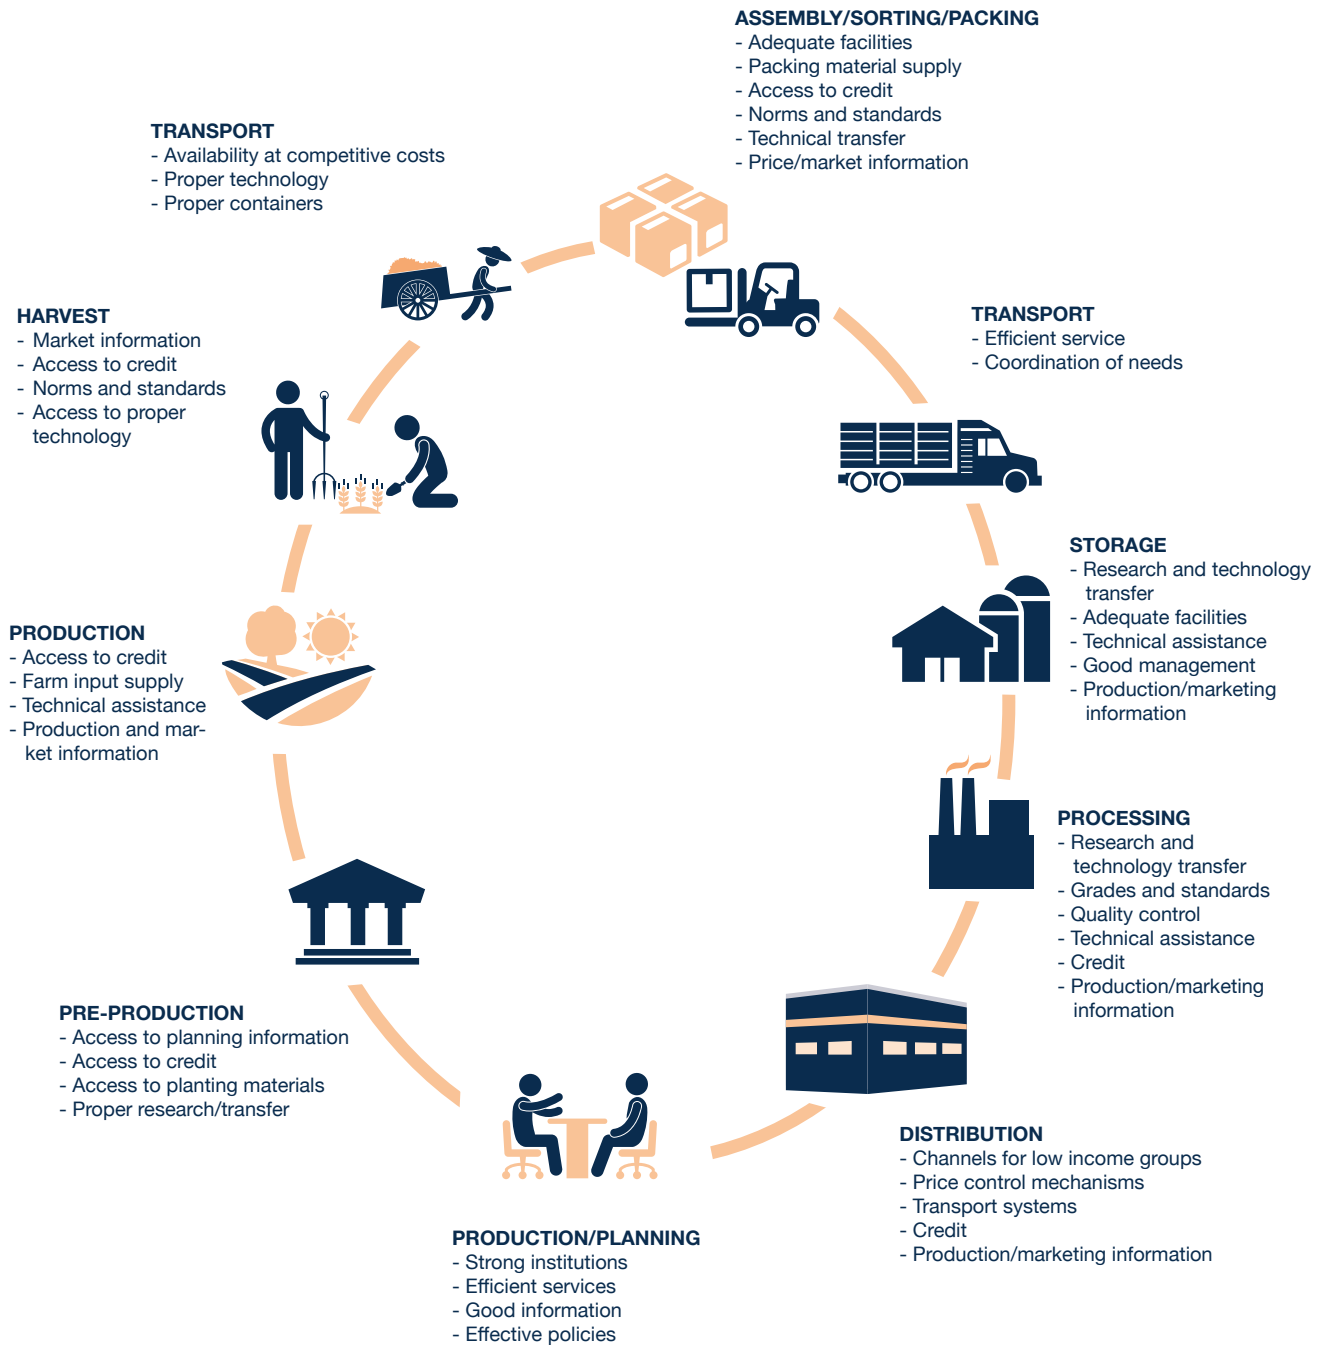 ASSEMBLY/SORTING/PACKING
- Adequate facilities
- Packing material supply
- Access to credit
- Norms and standards
- Technical transfer
- Price/market information
TRANSPORT
- Availability at competitive costs
- Proper technology
- Proper containers
HARVEST
- Market information
- Access to credit
- Norms and standards
- Access to proper
technology
TRANSPORT
- Efficient service
- Coordination of needs
STORAGE
- Research and technology
transfer
- Adequate facilities
- Technical assistance
- Good management
- Production/marketing
information
PRODUCTION
- Access to credit
- Farm input supply
- Technical assistance
- Production and mar-
ket information
PROCESSING
- Research and
technology transfer
- Grades and standards
- Quality control
- Technical assistance
- Credit
- Production/marketing
information
PRE-PRODUCTION
- Access to planning information
- Access to credit
- Access to planting materials
- Proper research/transfer
DISTRIBUTION
- Channels for low income groups
- Price control mechanisms
- Transport systems
- Credit
- Production/marketing information
PRODUCTION/PLANNING
- Strong institutions
- Efficient services
- Good information
- Effective policies